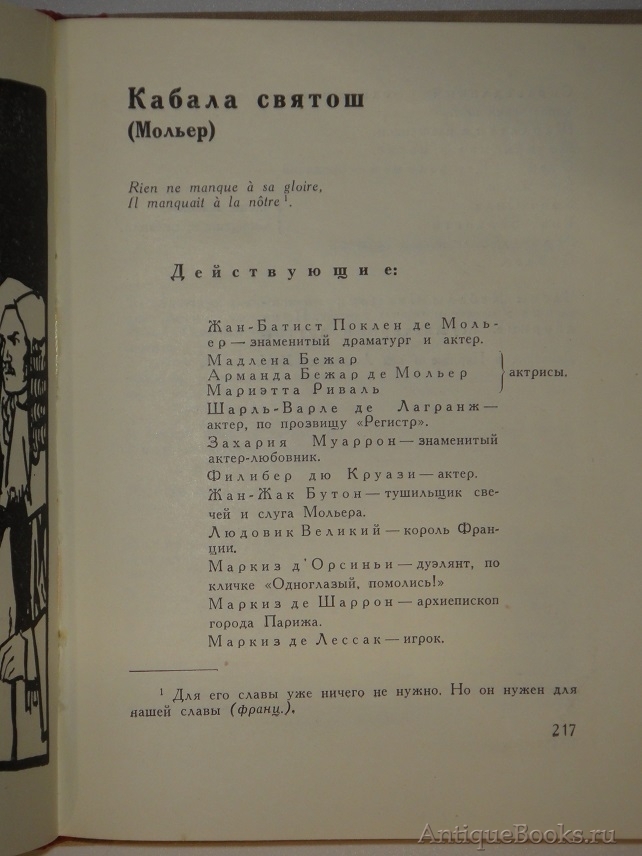 Кабала святош
(Мольер)
Rien ne manque à sa gloire,
Il manquait à la nôtre ¹.
Действующие:
Жан-Батист Поклен де Моль-
ер — знаменитый драматург и актер.
Мадлена Бежар
Арманда Бежар де Мольер } актрисы.
Мариэтта Риваль
Шарль-Варле де Лагранж —
актер, по прозвищу «Регистр».
Захария Муаррон — знаменитый
актер-любовник.
Филибер дю Круази — актер.
Жан-Жак Бутон — тушильщик све-
чей и слуга Мольера.
Людовик Великий — король Фран-
ции.
Маркиз д'Орсиньи — дуэлянт, по
кличке «Одноглазый, помолись!»
Маркиз де Шаррон — архиепископ
города Парижа.
Маркиз де Лессак — игрок.
¹ Для его славы уже ничего не нужно. Но он нужен для
нашей славы (франц.).
217
AntiqueBooks.ru